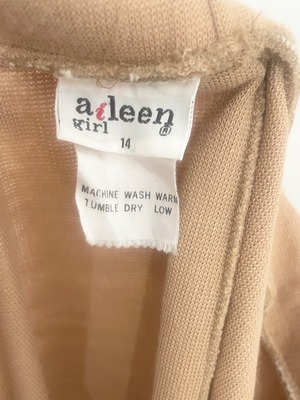 aileen
girl ®
14
MACHINE WASH WARM
TUMBLE DRY LOW